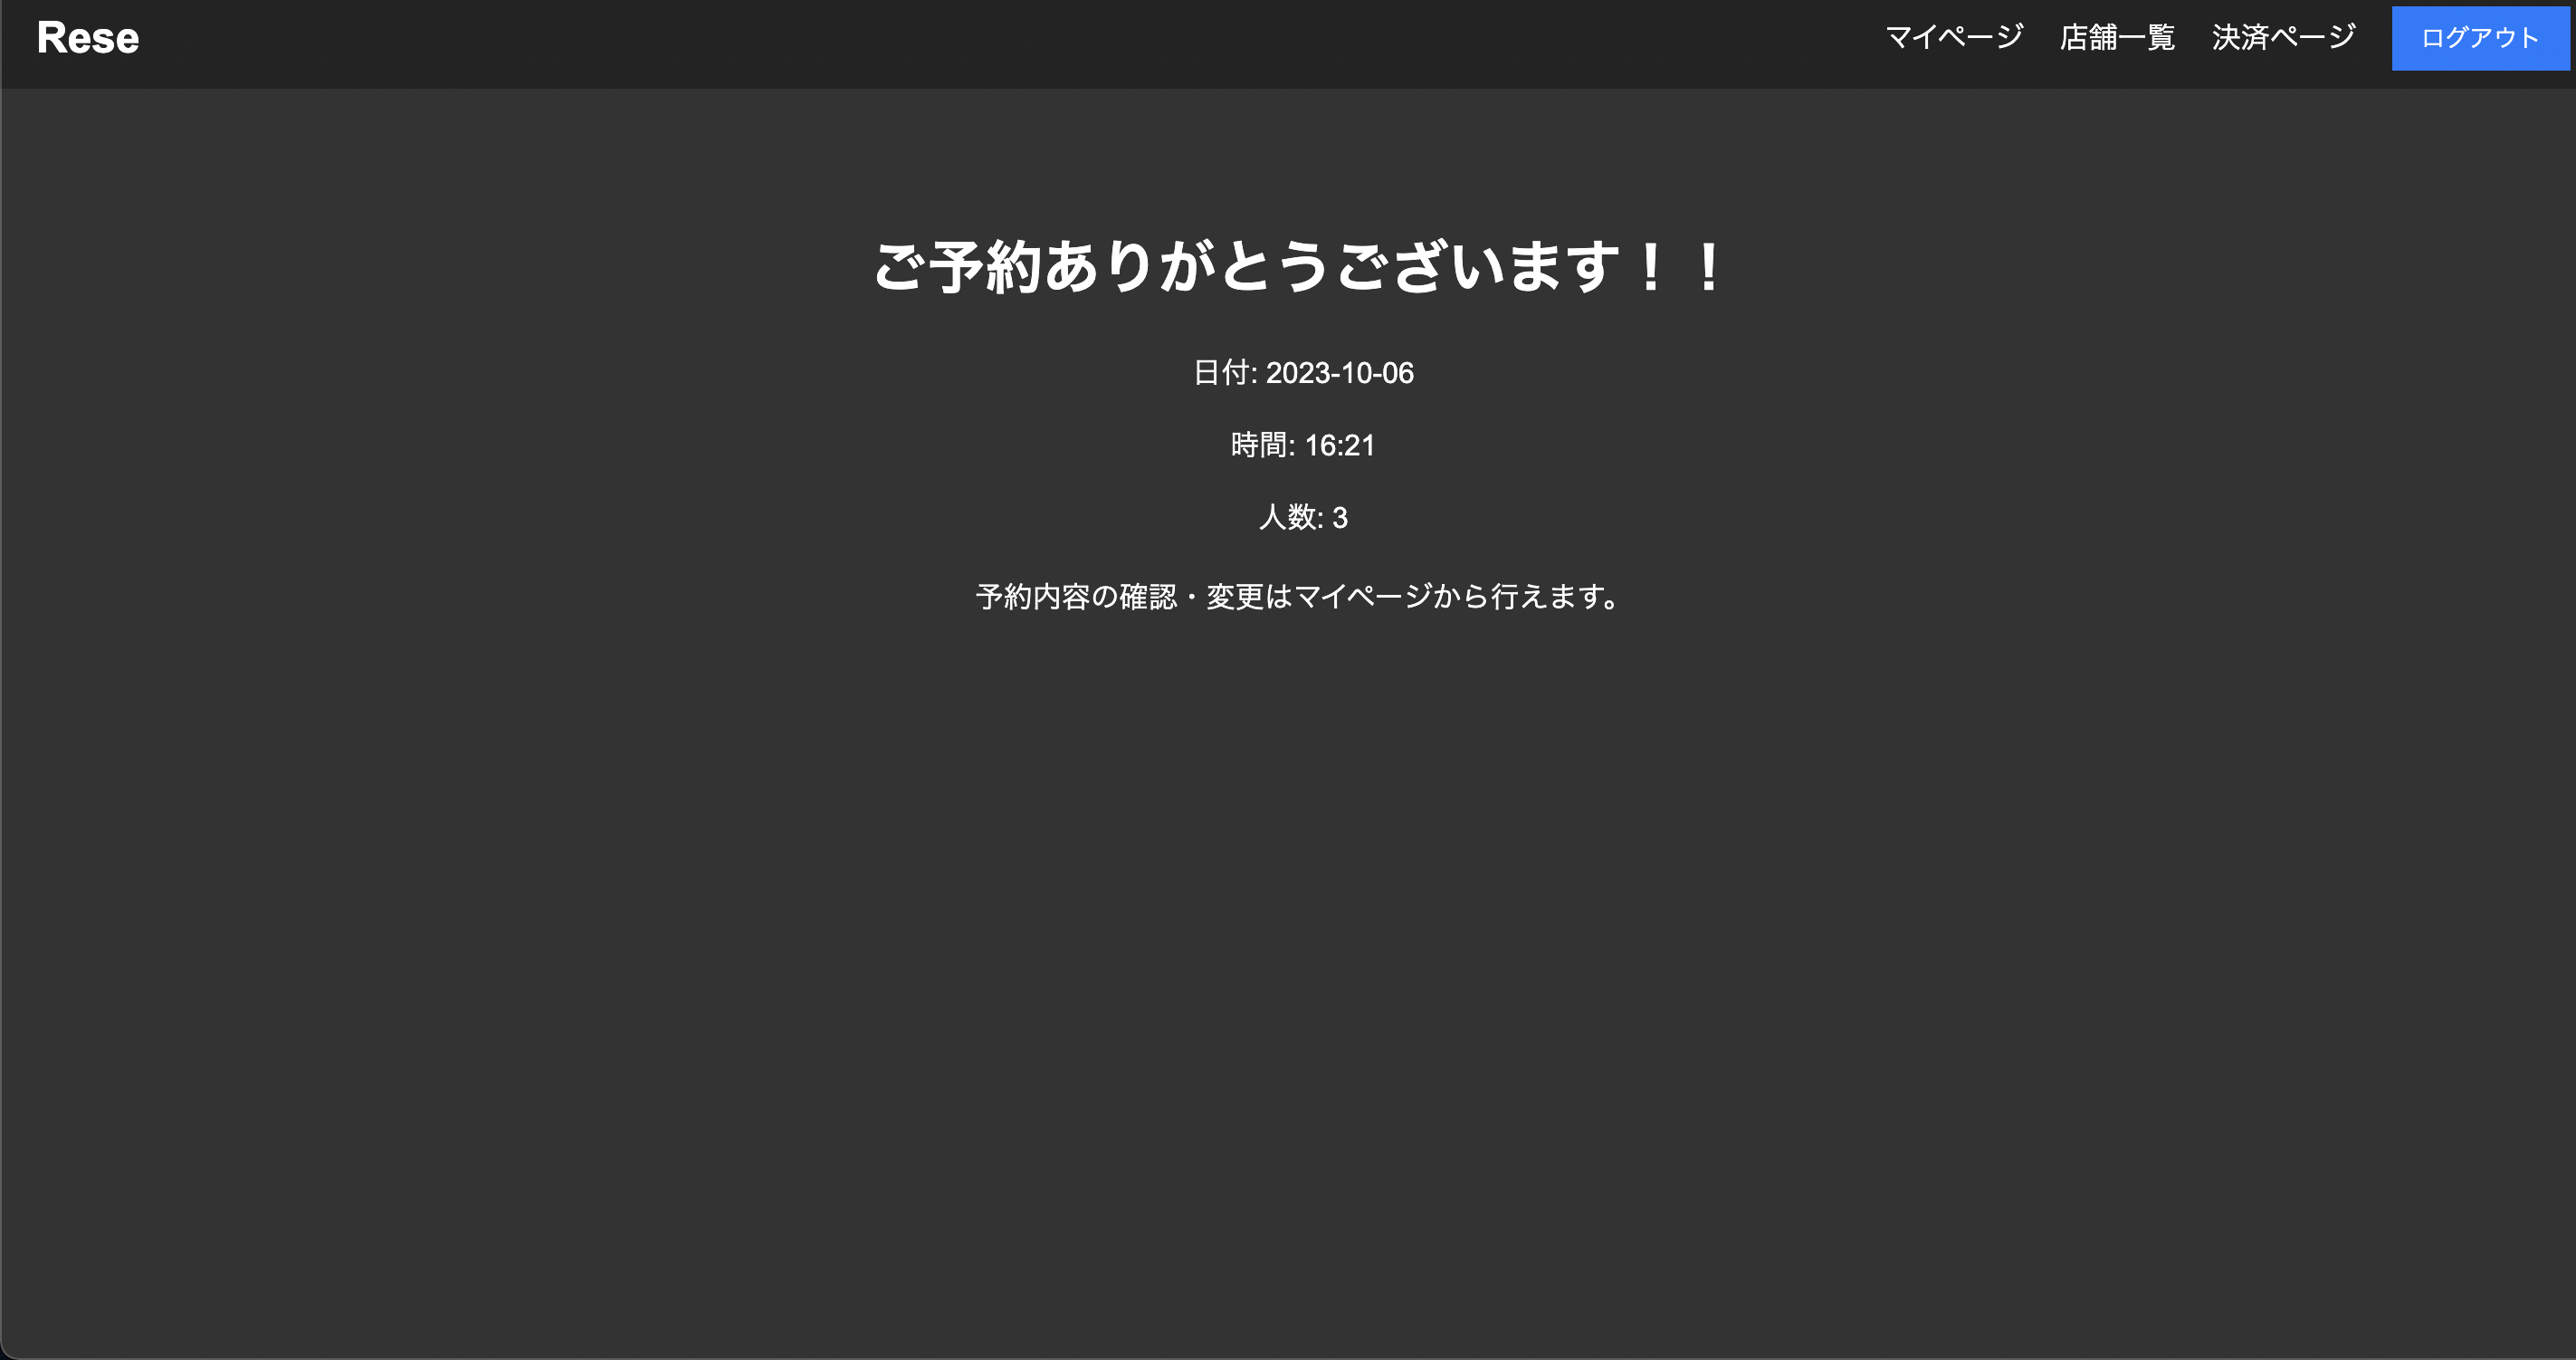 Rese
マイページ 店舗一覧 決済ページ ログアウト
ご予約ありがとうございます！！
日付: 2023-10-06
時間: 16:21
人数: 3
予約内容の確認・変更はマイページから行えます。